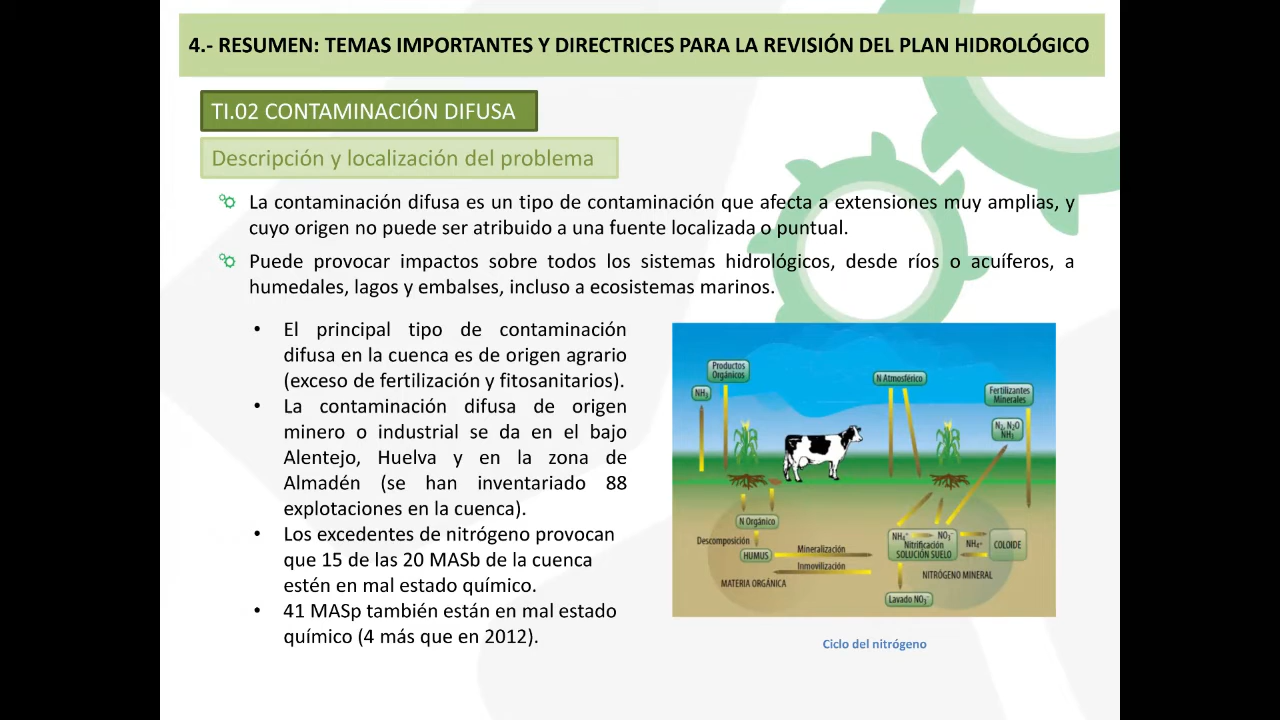 4.- RESUMEN: TEMAS IMPORTANTES Y DIRECTRICES PARA LA REVISIÓN DEL PLAN HIDROLÓGICO
TI.02 CONTAMINACIÓN DIFUSA
Descripción y localización del problema
La contaminación difusa es un tipo de contaminación que afecta a extensiones muy amplias, y
cuyo origen no puede ser atribuido a una fuente localizada o puntual.
Puede provocar impactos sobre todos los sistemas hidrológicos, desde ríos o acuíferos, a
humedales, lagos y embalses, incluso a ecosistemas marinos.
• El principal tipo de contaminación
difusa en la cuenca es de origen agrario
(exceso de fertilización y fitosanitarios).
• La contaminación difusa de origen
minero o industrial se da en el bajo
Alentejo, Huelva y en la zona de
Almadén (se han inventariado 88
explotaciones en la cuenca).
• Los excedentes de nitrógeno provocan
que 15 de las 20 MASb de la cuenca
estén en mal estado químico.
• 41 MASp también están en mal estado
químico (4 más que en 2012).
Productos
Orgánicos
NH₃
N Atmosférico
Fertilizantes
Minerales
N₂, N₂O
NH₃
N Orgánico
Descomposición
HUMUS
Mineralización
Inmovilización
MATERIA ORGÁNICA
NH₄⁺ NO₃⁻
Nitrificación
SOLUCIÓN SUELO
NH₄⁺
COLOIDE
NITRÓGENO MINERAL
Lavado NO₃⁻
Ciclo del nitrógeno